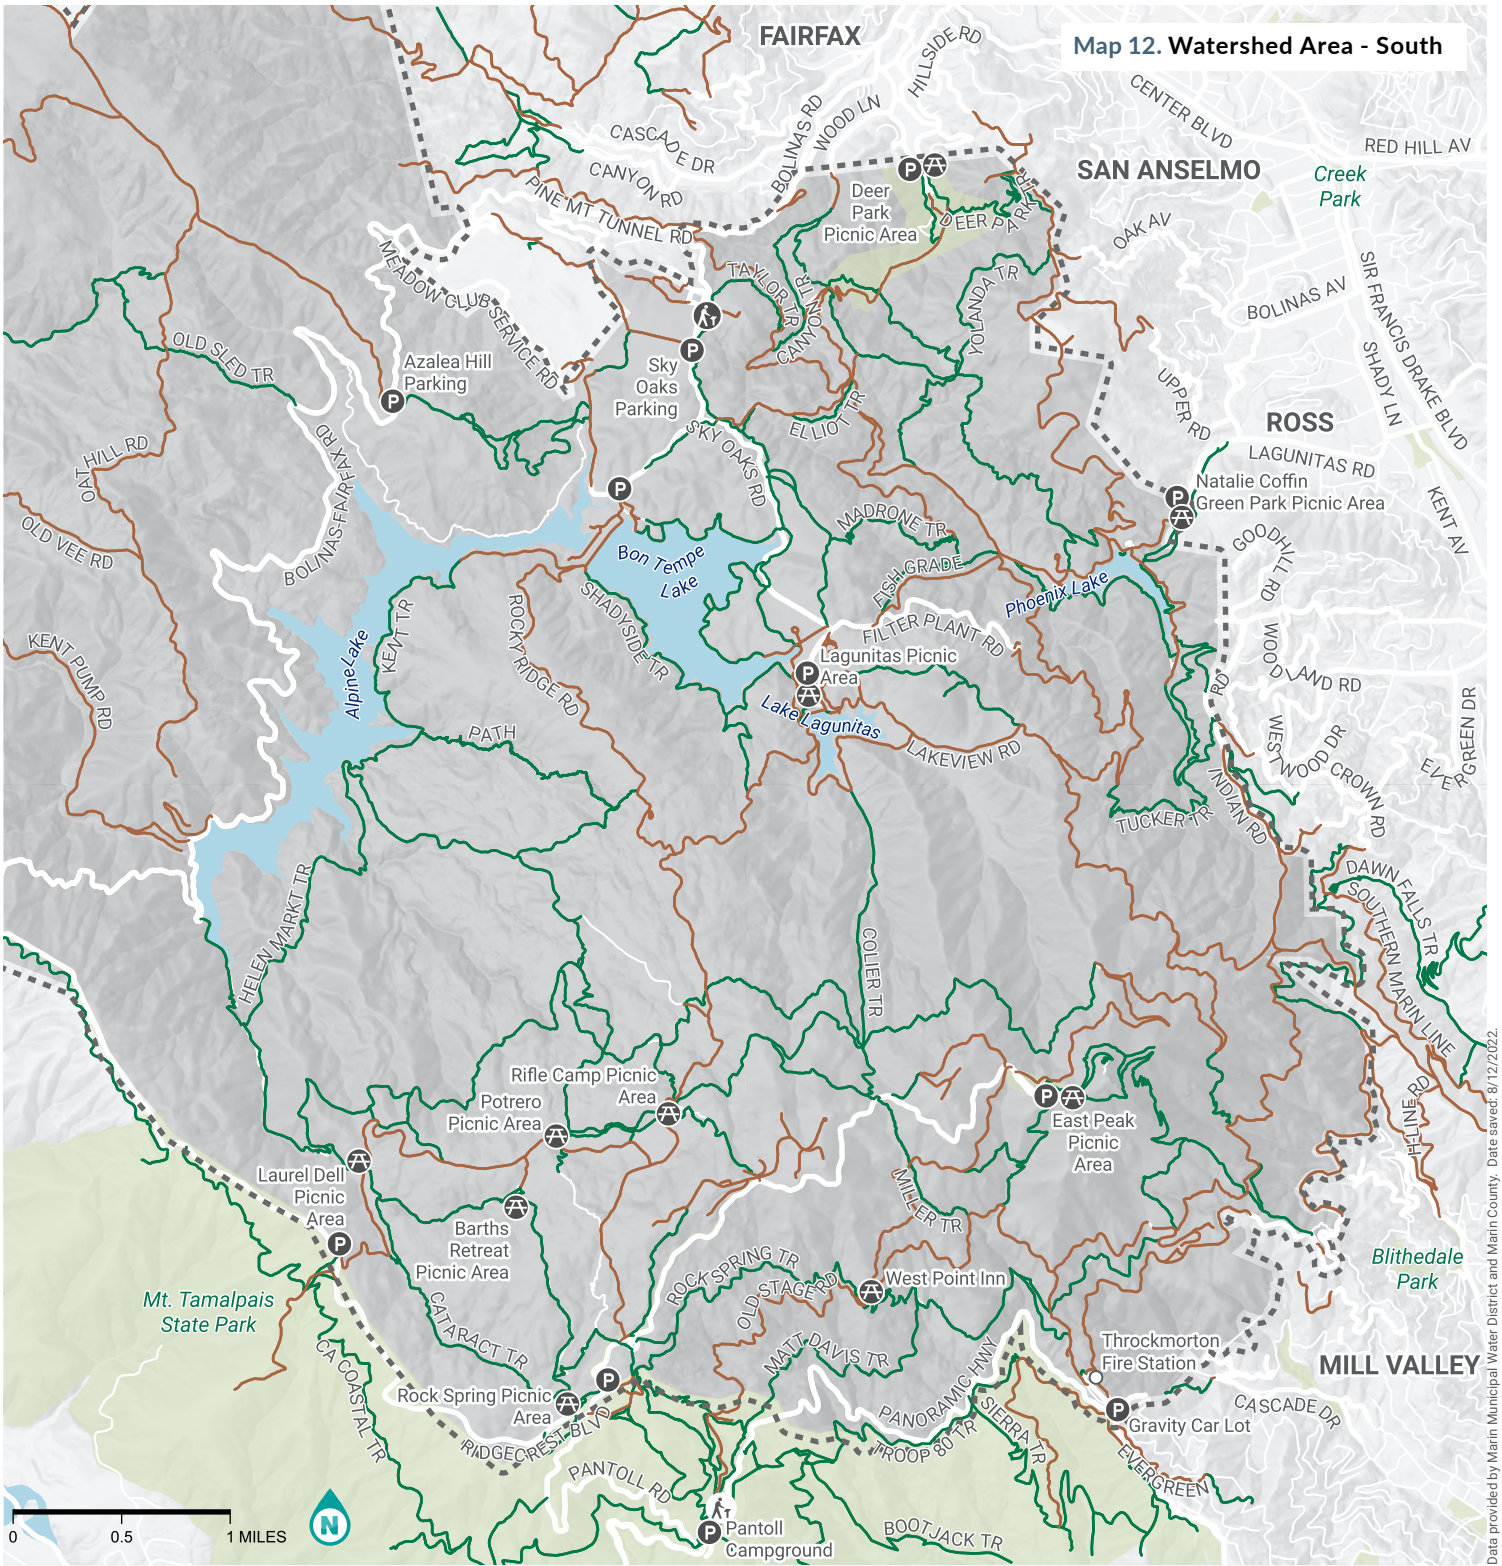 Map 12. Watershed Area - South
FAIRFAX
HILLSIDE RD
CENTER BLVD
RED HILL AV
SAN ANSELMO
Creek
Park
BOLINAS RD
WOOD LN
CASCADE DR
CANYON RD
PINE MT TUNNEL RD
Deer
Park
Picnic Area
DEER PARK TR
OAK AV
SIR FRANCIS DRAKE BLVD
BOLINAS AV
SHADY LN
MEADOW CLUB SERVICE RD
TAYLOR TR
CANYON TR
YOLANDA TR
OLD SLED TR
Azalea Hill
Parking
Sky
Oaks
Parking
ELLIOT TR
UPPER RD
ROSS
LAGUNITAS RD
KENT AV
Natalie Coffin
Green Park Picnic Area
OAT HILL RD
BOLINAS-FAIRFAX RD
SKY OAKS RD
OLD VEE RD
MADRONE TR
FISH GRADE
GOODHILL RD
Bon Tempe
Lake
Phoenix Lake
KENT TR
ROCKY RIDGE RD
SHADYSIDE TR
FILTER PLANT RD
Lagunitas Picnic
Area
Alpine Lake
KENT PUMP RD
WOODLAND RD
Lake Lagunitas
LAKEVIEW RD
PATH
RD
WESTWOOD DR
CROWN RD
EVERGREEN DR
INDIAN RD
TUCKER TR
DAWN FALLS TR
SOUTHERN MARIN LINE
HELEN MARKT TR
COLIER TR
Rifle Camp Picnic
Area
Potrero
Picnic Area
East Peak
Picnic
Area
H-LINE RD
Laurel Dell
Picnic
Area
Barths
Retreat
Picnic Area
MILLER TR
ROCK SPRING TR
OLD STAGE RD
West Point Inn
Blithedale
Park
Mt. Tamalpais
State Park
CATARACT TR
CA COASTAL TR
MATT DAVIS TR
PANORAMIC HWY
Throckmorton
Fire Station
MILL VALLEY
Rock Spring Picnic
Area
CASCADE DR
Gravity Car Lot
RIDGECREST BLVD
TROOP 80 TR
SIERRA TR
EVERGREEN
PANTOLL RD
Pantoll
Campground
BOOTJACK TR
0
0.5
1 MILES
N
Data provided by Marin Municipal Water District and Marin County. Date saved: 8/12/2022.
P
P
P
P
P
P
P
P
P
P
P